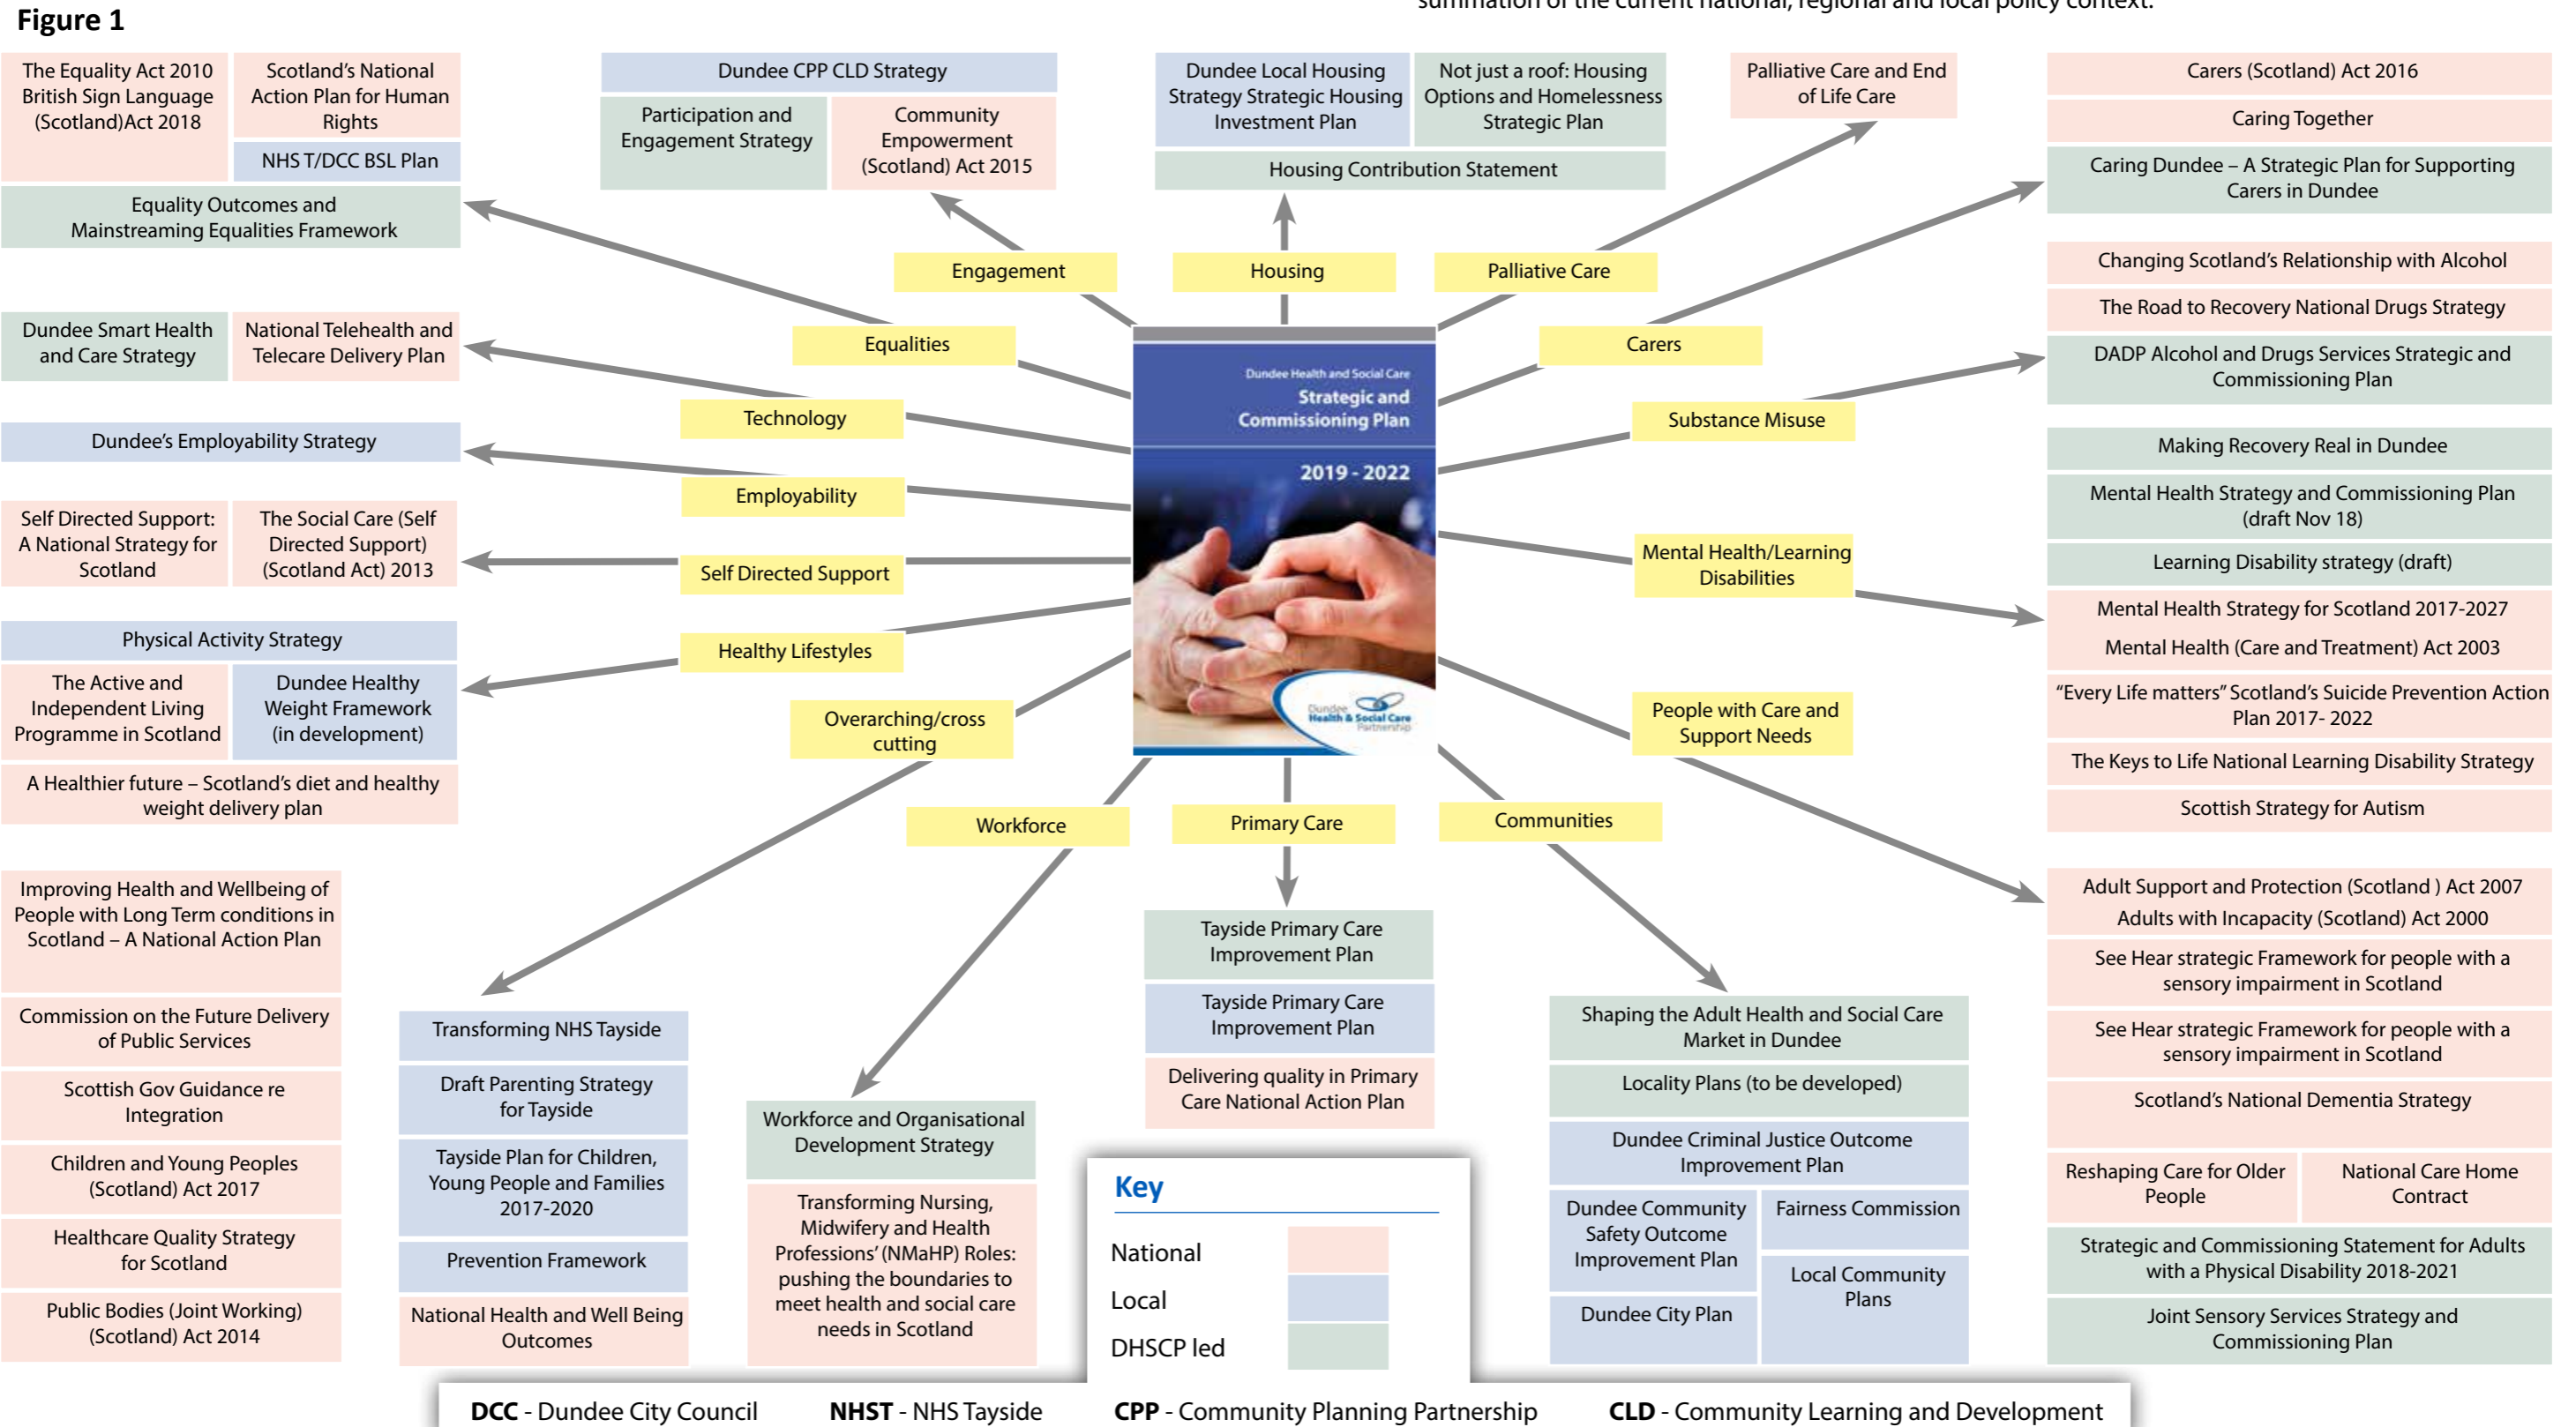 summation of the current national, regional and local policy context.
Figure 1
The Equality Act 2010
British Sign Language
(Scotland)Act 2018
Scotland's National
Action Plan for Human
Rights
NHS T/DCC BSL Plan
Equality Outcomes and
Mainstreaming Equalities Framework
Dundee CPP CLD Strategy
Participation and
Engagement Strategy
Community
Empowerment
(Scotland) Act 2015
Dundee Local Housing
Strategy Strategic Housing
Investment Plan
Not just a roof: Housing
Options and Homelessness
Strategic Plan
Housing Contribution Statement
Palliative Care and End
of Life Care
Carers (Scotland) Act 2016
Caring Together
Caring Dundee – A Strategic Plan for Supporting
Carers in Dundee
Engagement
Housing
Palliative Care
Equalities
Carers
Technology
Substance Misuse
Employability
Self Directed Support
Mental Health/Learning
Disabilities
Healthy Lifestyles
Overarching/cross
cutting
People with Care and
Support Needs
Workforce
Primary Care
Communities
Dundee Health and Social Care
Strategic and
Commissioning Plan
2019 - 2022
Dundee
Health & Social Care
Partnership
Dundee Smart Health
and Care Strategy
National Telehealth and
Telecare Delivery Plan
Dundee's Employability Strategy
Self Directed Support:
A National Strategy for
Scotland
The Social Care (Self
Directed Support)
(Scotland Act) 2013
Physical Activity Strategy
The Active and
Independent Living
Programme in Scotland
Dundee Healthy
Weight Framework
(in development)
A Healthier future – Scotland's diet and healthy
weight delivery plan
Changing Scotland's Relationship with Alcohol
The Road to Recovery National Drugs Strategy
DADP Alcohol and Drugs Services Strategic and
Commissioning Plan
Making Recovery Real in Dundee
Mental Health Strategy and Commissioning Plan
(draft Nov 18)
Learning Disability strategy (draft)
Mental Health Strategy for Scotland 2017-2027
Mental Health (Care and Treatment) Act 2003
“Every Life matters” Scotland's Suicide Prevention Action
Plan 2017- 2022
The Keys to Life National Learning Disability Strategy
Scottish Strategy for Autism
Improving Health and Wellbeing of
People with Long Term conditions in
Scotland – A National Action Plan
Commission on the Future Delivery
of Public Services
Scottish Gov Guidance re
Integration
Children and Young Peoples
(Scotland) Act 2017
Healthcare Quality Strategy
for Scotland
Public Bodies (Joint Working)
(Scotland) Act 2014
Transforming NHS Tayside
Draft Parenting Strategy
for Tayside
Tayside Plan for Children,
Young People and Families
2017-2020
Prevention Framework
National Health and Well Being
Outcomes
Workforce and Organisational
Development Strategy
Transforming Nursing,
Midwifery and Health
Professions’ (NMaHP) Roles:
pushing the boundaries to
meet health and social care
needs in Scotland
Tayside Primary Care
Improvement Plan
Tayside Primary Care
Improvement Plan
Delivering quality in Primary
Care National Action Plan
Shaping the Adult Health and Social Care
Market in Dundee
Locality Plans (to be developed)
Dundee Criminal Justice Outcome
Improvement Plan
Dundee Community
Safety Outcome
Improvement Plan
Dundee City Plan
Fairness Commission
Local Community
Plans
Adult Support and Protection (Scotland ) Act 2007
Adults with Incapacity (Scotland) Act 2000
See Hear strategic Framework for people with a
sensory impairment in Scotland
See Hear strategic Framework for people with a
sensory impairment in Scotland
Scotland's National Dementia Strategy
Reshaping Care for Older
People
National Care Home
Contract
Strategic and Commissioning Statement for Adults
with a Physical Disability 2018-2021
Joint Sensory Services Strategy and
Commissioning Plan
Key
National
Local
DHSCP led
DCC - Dundee City Council NHST - NHS Tayside CPP - Community Planning Partnership CLD - Community Learning and Development